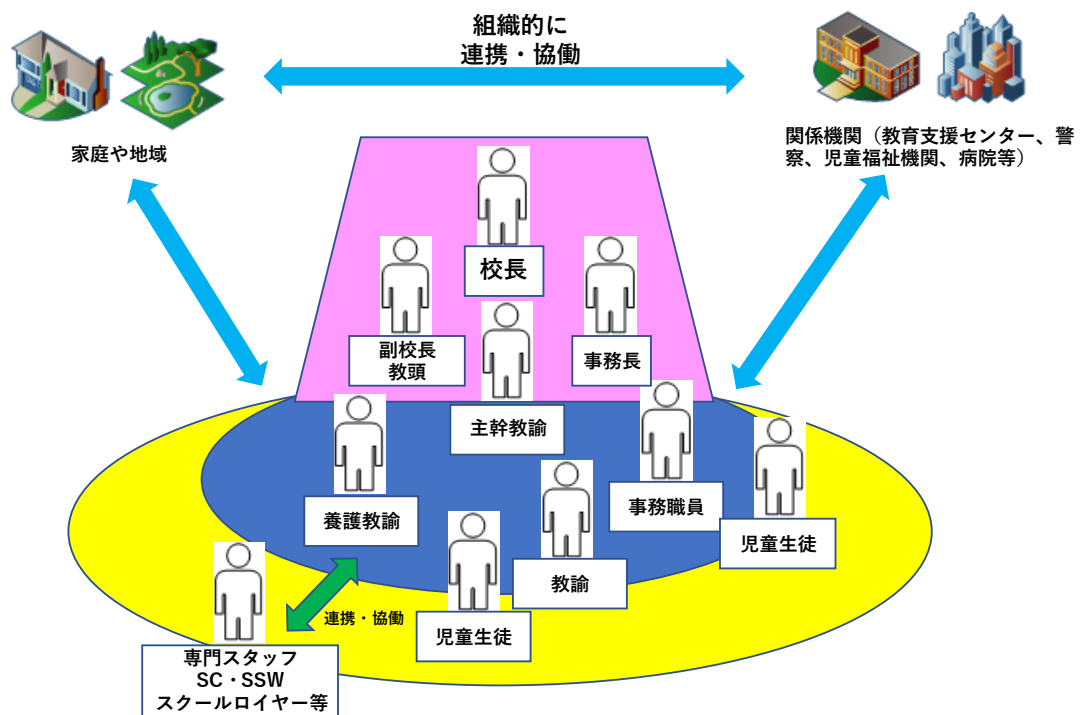 組織的に
連携・協働
家庭や地域
関係機関（教育支援センター、警
察、児童福祉機関、病院等）
校長
副校長
教頭
事務長
主幹教諭
養護教諭
事務職員
児童生徒
教諭
連携・協働
児童生徒
専門スタッフ
SC・SSW
スクールロイヤー等